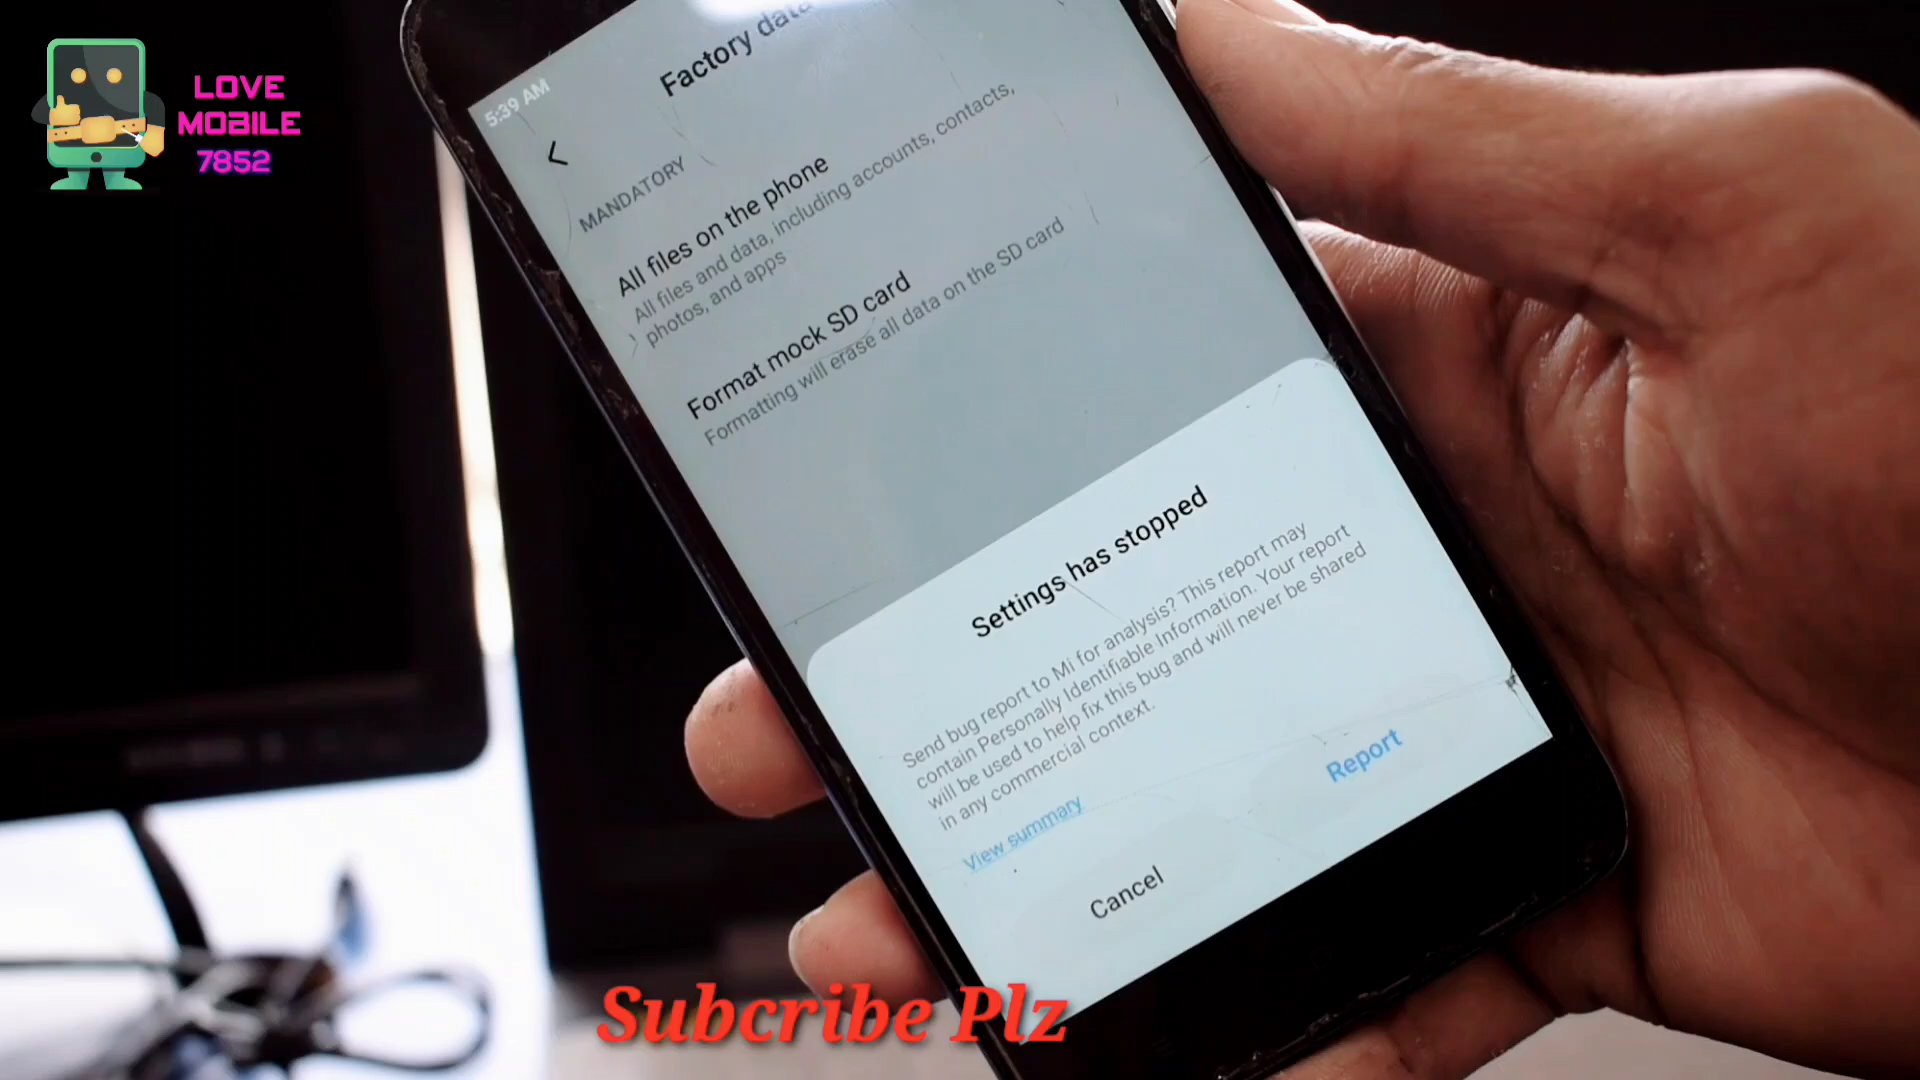 LOVE
MOBILE
7852
5:39 AM
Factory data
MANDATORY
All files on the phone
All files and data, including accounts, contacts,
photos, and apps
Format mock SD card
Formatting will erase all data on the SD card
Settings has stopped
Send bug report to Mi for analysis? This report may
contain Personally Identifiable Information. Your report
will be used to help fix this bug and will never be shared
in any commercial context.
View summary
Cancel
Report
Subcribe Plz